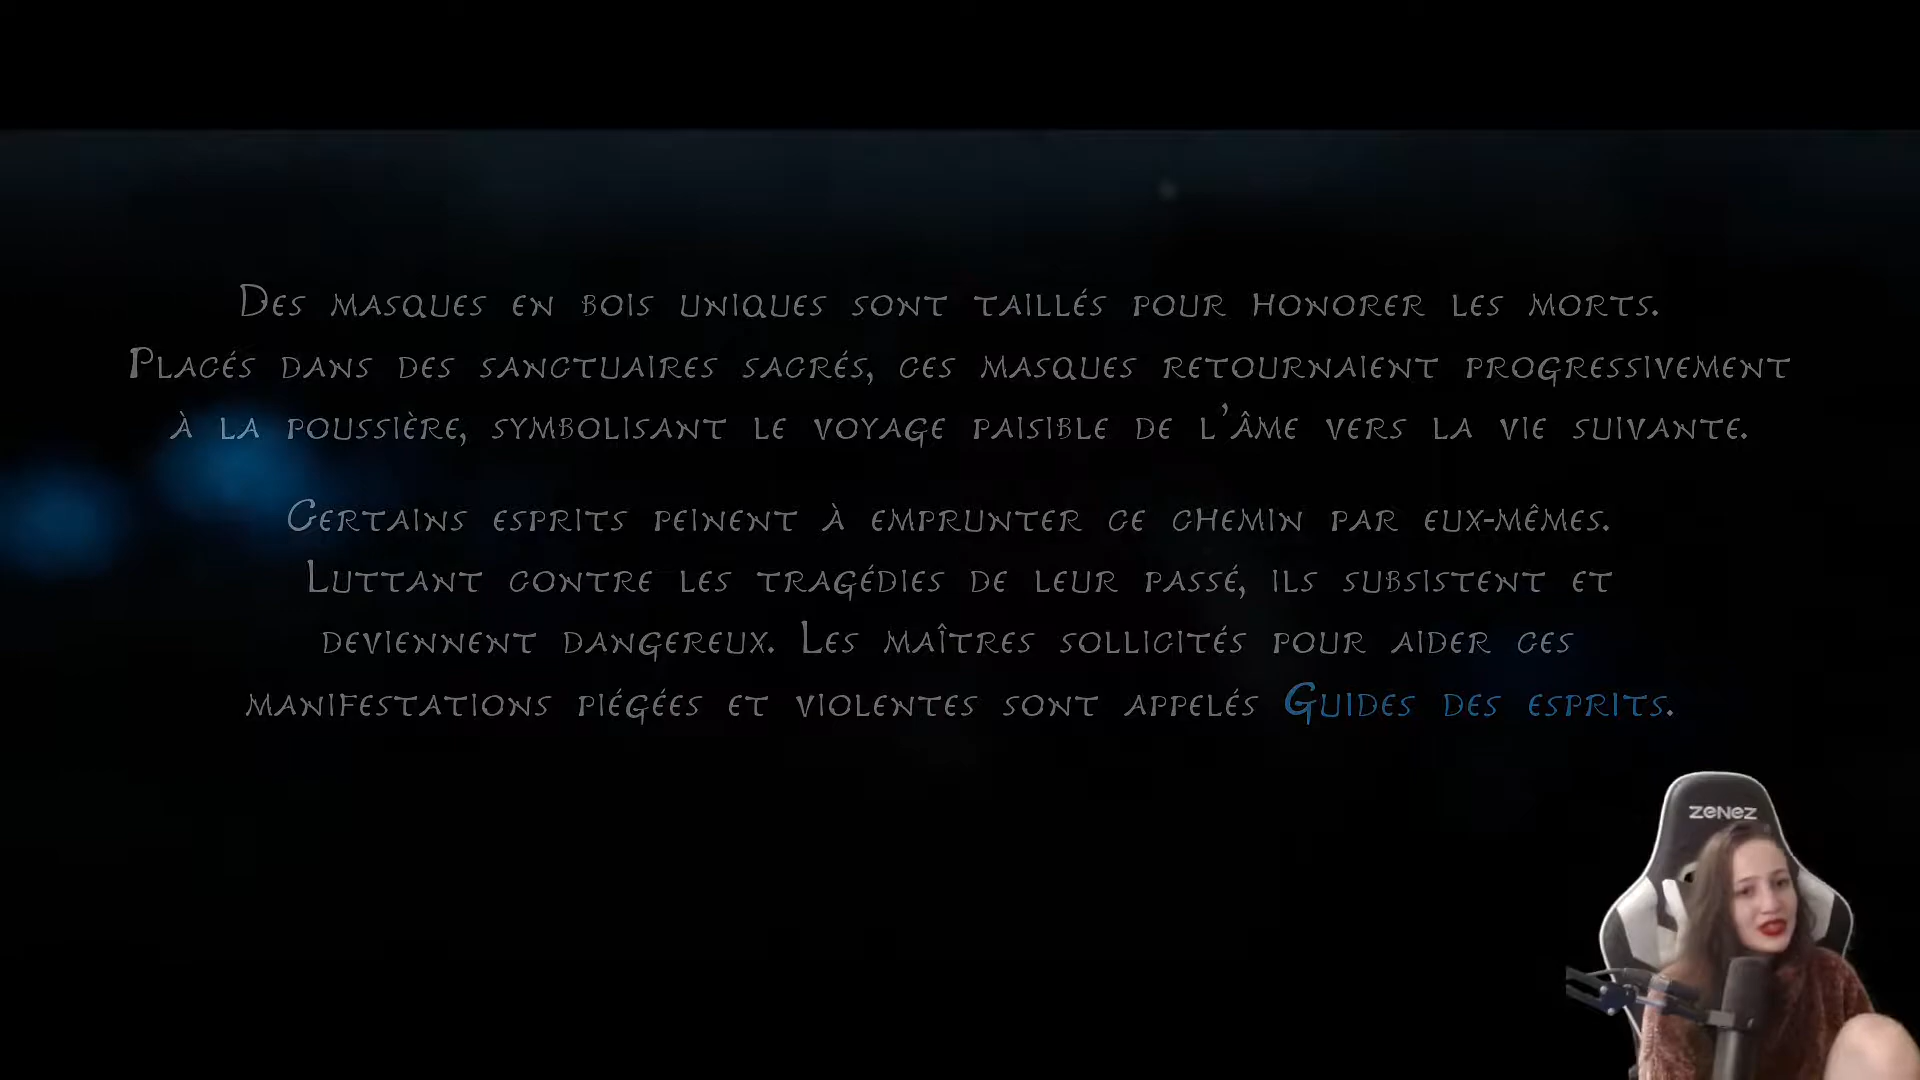 Des masques en bois uniques sont taillés pour honorer les morts.
Placés dans des sanctuaires sacrés, ces masques retournaient progressivement
à la poussière, symbolisant le voyage paisible de l'âme vers la vie suivante.
Certains esprits peinent à emprunter ce chemin par eux-mêmes.
Luttant contre les tragédies de leur passé, ils subsistent et
deviennent dangereux. Les maîtres sollicités pour aider ces
manifestations piégées et violentes sont appelés Guides des esprits.
ZENEZ